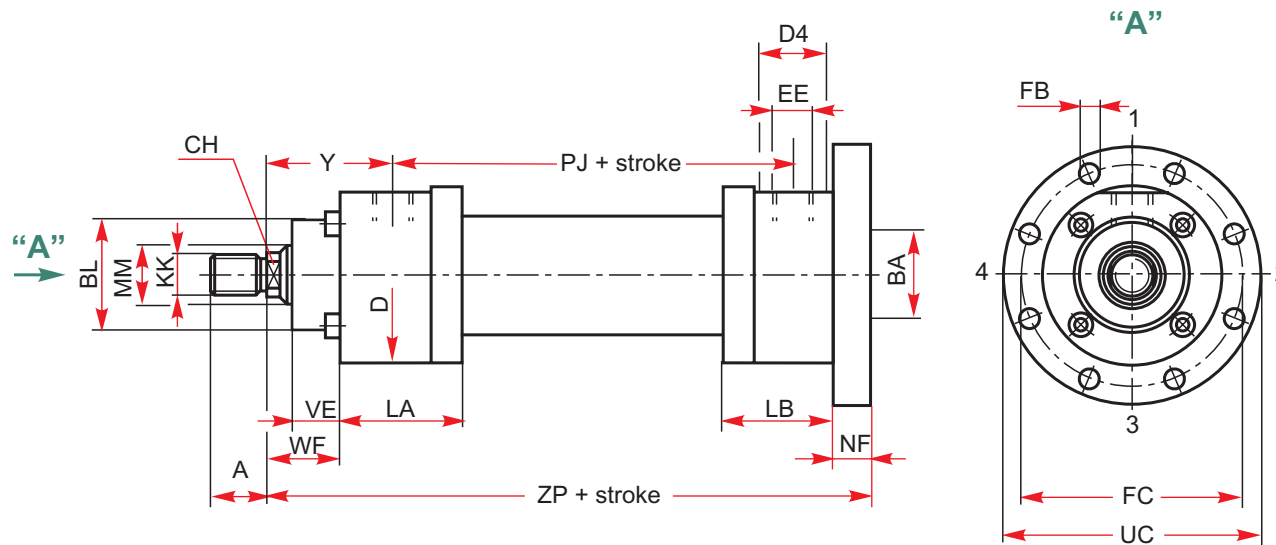 “A”
D4
EE
FB
1
CH
Y
PJ + stroke
“A”
BL
MM
KK
D
BA
4
3
VE
LA
LB
WF
NF
A
ZP + stroke
FC
UC